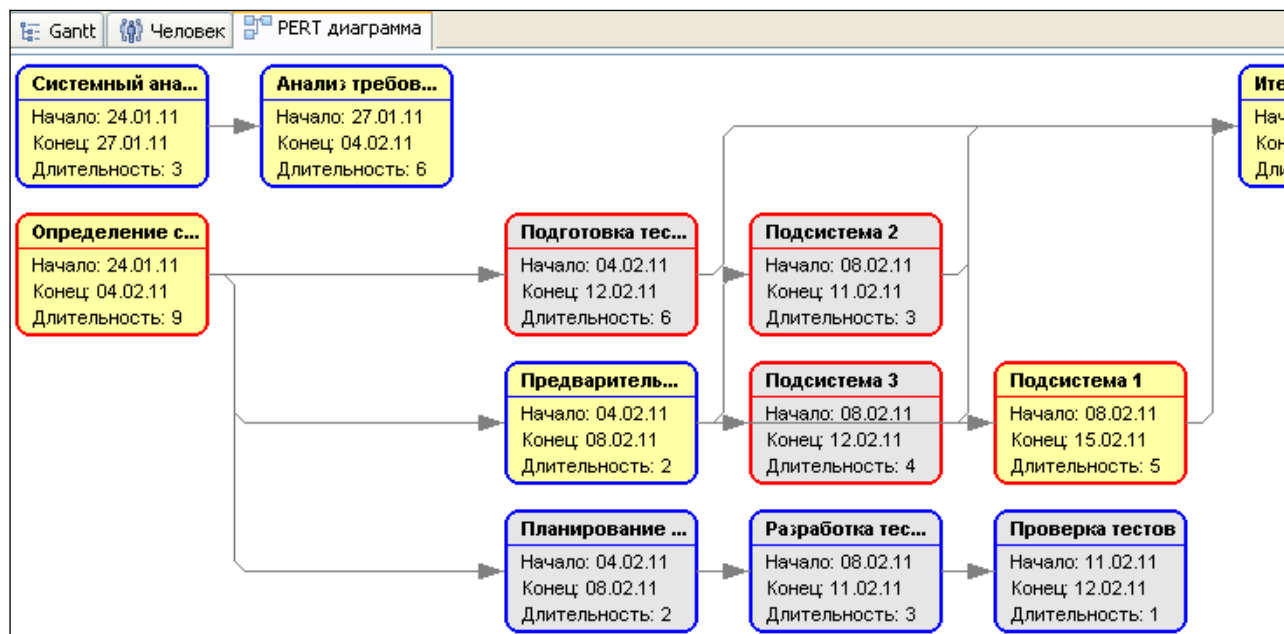 Gantt
Человек
PERT диаграмма
Системный ана...
Начало: 24.01.11
Конец: 27.01.11
Длительность: 3
Анализ требов...
Начало: 27.01.11
Конец: 04.02.11
Длительность: 6
Ите
Нач
Кон
Дли
Определение с...
Начало: 24.01.11
Конец: 04.02.11
Длительность: 9
Подготовка тес...
Начало: 04.02.11
Конец: 12.02.11
Длительность: 6
Подсистема 2
Начало: 08.02.11
Конец: 11.02.11
Длительность: 3
Предваритель...
Начало: 04.02.11
Конец: 08.02.11
Длительность: 2
Подсистема 3
Начало: 08.02.11
Конец: 12.02.11
Длительность: 4
Подсистема 1
Начало: 08.02.11
Конец: 15.02.11
Длительность: 5
Планирование ...
Начало: 04.02.11
Конец: 08.02.11
Длительность: 2
Разработка тес...
Начало: 08.02.11
Конец: 11.02.11
Длительность: 3
Проверка тестов
Начало: 11.02.11
Конец: 12.02.11
Длительность: 1